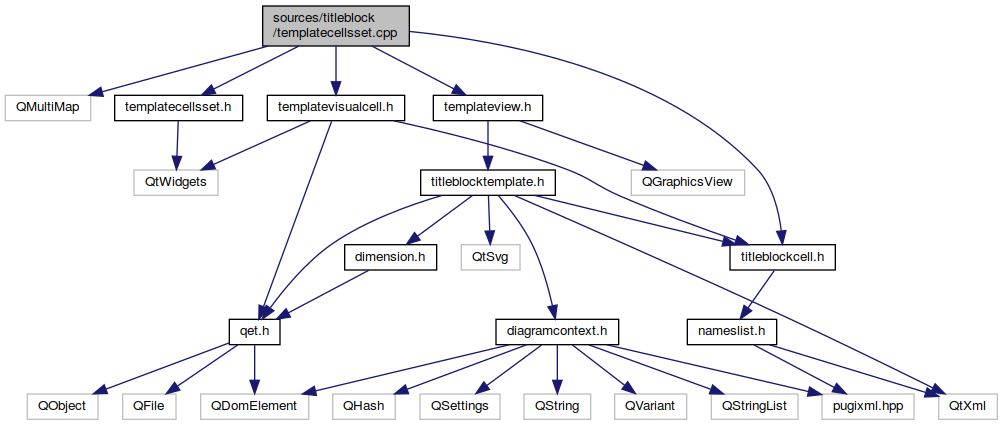 sources/titleblock
/templatecellsset.cpp
QMultiMap
templatecellsset.h
templatevisualcell.h
templateview.h
QtWidgets
titleblocktemplate.h
QGraphicsView
dimension.h
QtSvg
titleblockcell.h
qet.h
diagramcontext.h
nameslist.h
QObject
QFile
QDomElement
QHash
QSettings
QString
QVariant
QStringList
pugixml.hpp
QtXml